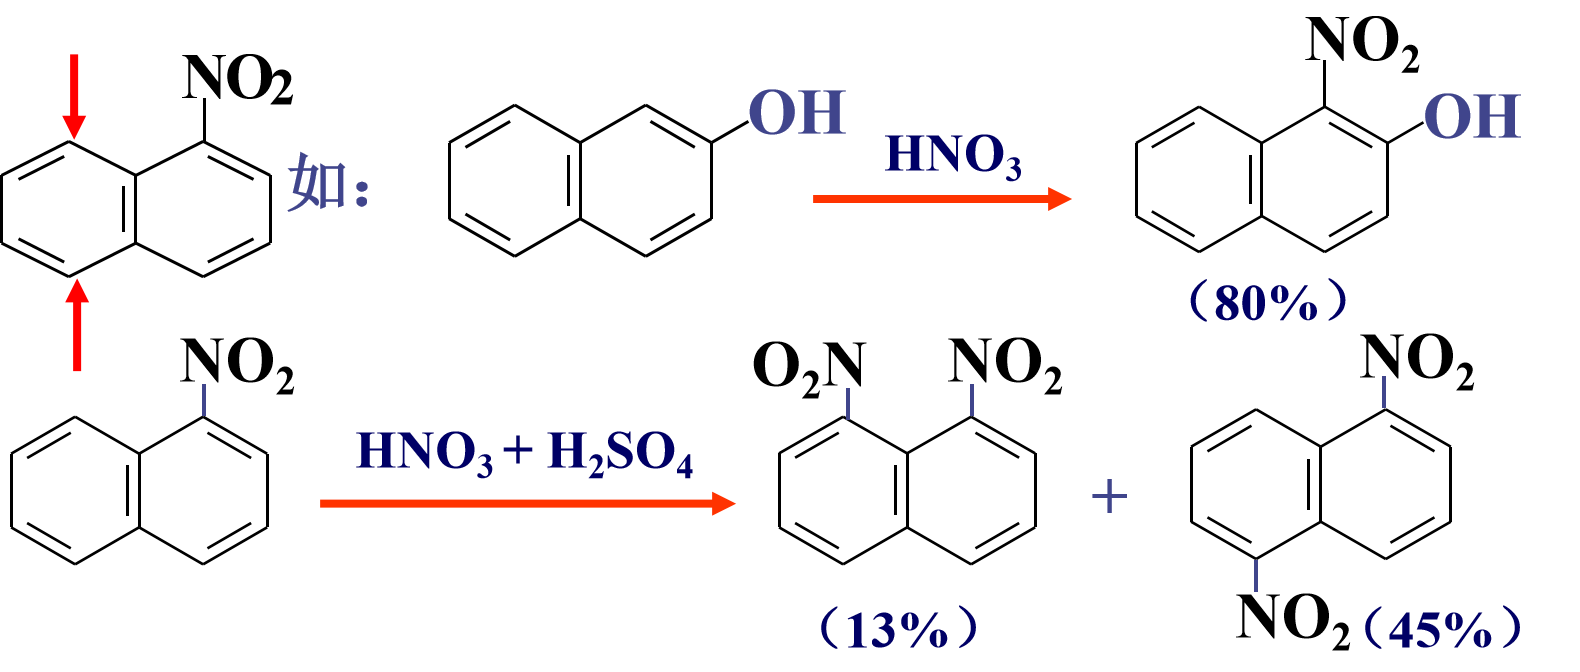 NO₂
NO₂
如：
OH
HNO₃
OH
（80%）
NO₂
HNO₃ + H₂SO₄
O₂N
NO₂
+
NO₂
（13%）
NO₂（45%）